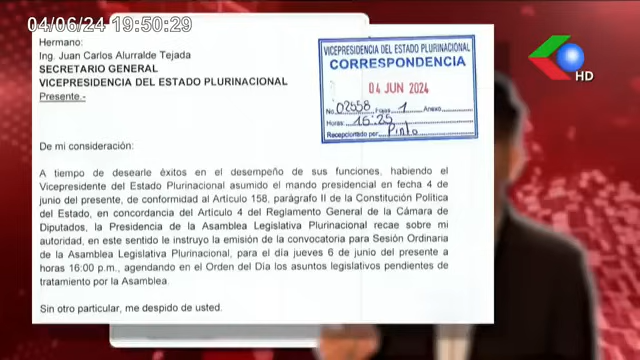 04/06/24 19:50:29
Hermano:
Ing. Juan Carlos Alurralde Tejada
SECRETARIO GENERAL
VICEPRESIDENCIA DEL ESTADO PLURINACIONAL
Presente.-
VICEPRESIDENCIA DEL ESTADO PLURINACIONAL
CORRESPONDENCIA
04 JUN 2024
No. 02558 Fojas 1 Anexo
Horas: 16:25
Recepcionado por: Pinto
HD
De mi consideración:
A tiempo de desearle éxitos en el desempeño de sus funciones, habiendo el
Vicepresidente del Estado Plurinacional asumido el mando presidencial en fecha 4 de
junio del presente, de conformidad al Artículo 158, parágrafo II de la Constitución Política
del Estado, en concordancia del Artículo 4 del Reglamento General de la Cámara de
Diputados, la Presidencia de la Asamblea Legislativa Plurinacional recae sobre mi
autoridad, en este sentido le instruyo la emisión de la convocatoria para Sesión Ordinaria
de la Asamblea Legislativa Plurinacional, para el día jueves 6 de junio del presente a
horas 16:00 p.m., agendando en el Orden del Día los asuntos legislativos pendientes de
tratamiento por la Asamblea.
Sin otro particular, me despido de usted.